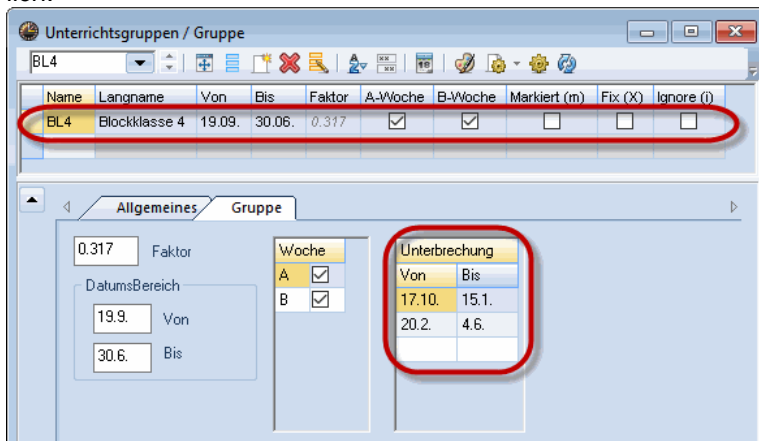 Unterrichtsgruppen / Gruppe
BL4
Name Langname Von Bis Faktor A-Woche B-Woche Markiert (m) Fix (X) Ignore (i)
BL4 Blockklasse 4 19.09. 30.06. 0.317
Allgemeines Gruppe
0.317 Faktor
Woche
A
B
Unterbrechung
Von Bis
17.10. 15.1.
20.2. 4.6.
DatumsBereich
19.9. Von
30.6. Bis